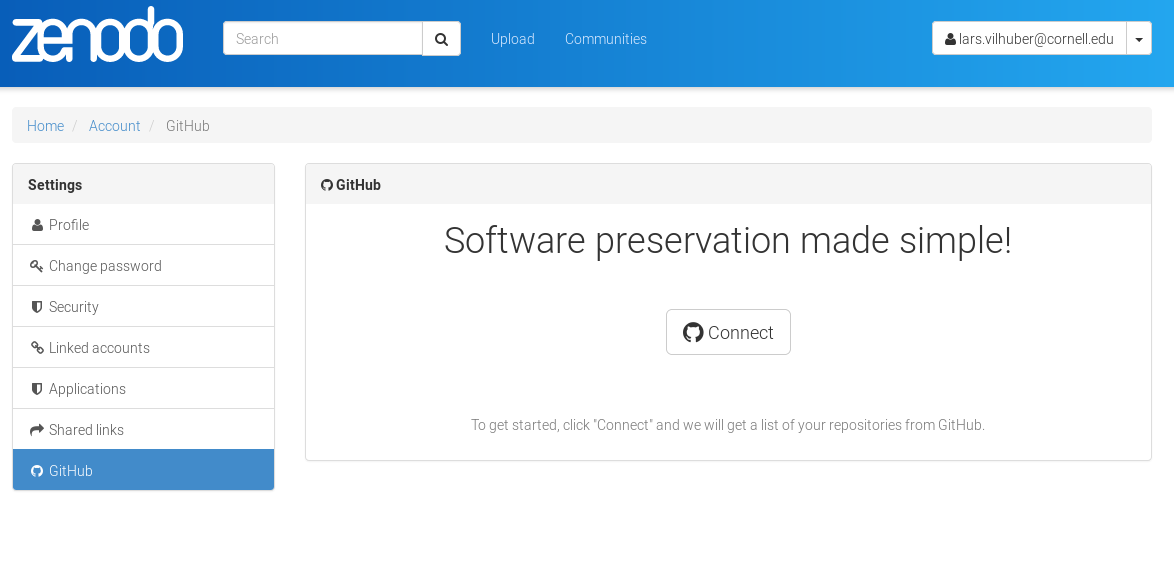 zenodo
Search
Upload
Communities
lars.vilhuber@cornell.edu
Home / Account / GitHub
Settings
Profile
Change password
Security
Linked accounts
Applications
Shared links
GitHub
GitHub
Software preservation made simple!
Connect
To get started, click "Connect" and we will get a list of your repositories from GitHub.